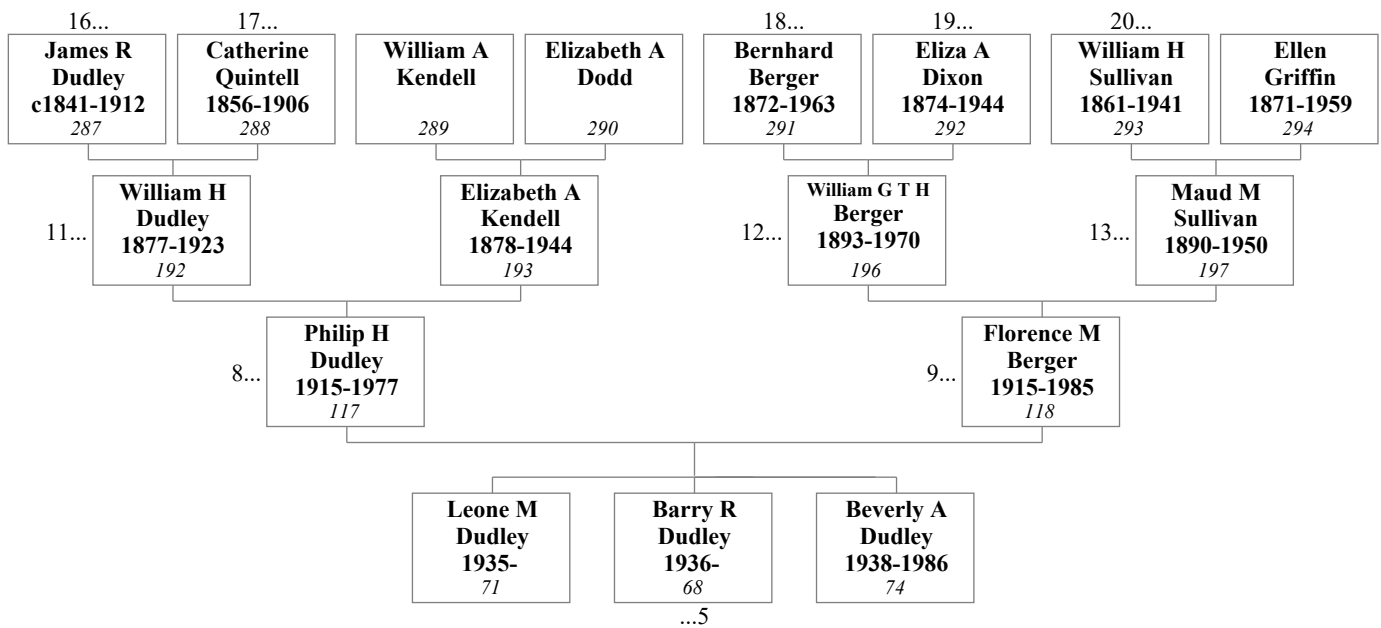 16...
17...
18...
19...
20...
James R
Dudley
c1841-1912
287
Catherine
Quintell
1856-1906
288
William A
Kendell
289
Elizabeth A
Dodd
290
Bernhard
Berger
1872-1963
291
Eliza A
Dixon
1874-1944
292
William H
Sullivan
1861-1941
293
Ellen
Griffin
1871-1959
294
11...
William H
Dudley
1877-1923
192
Elizabeth A
Kendell
1878-1944
193
12...
William G T H
Berger
1893-1970
196
13...
Maud M
Sullivan
1890-1950
197
8...
Philip H
Dudley
1915-1977
117
9...
Florence M
Berger
1915-1985
118
Leone M
Dudley
1935-
71
Barry R
Dudley
1936-
68
Beverly A
Dudley
1938-1986
74
...5